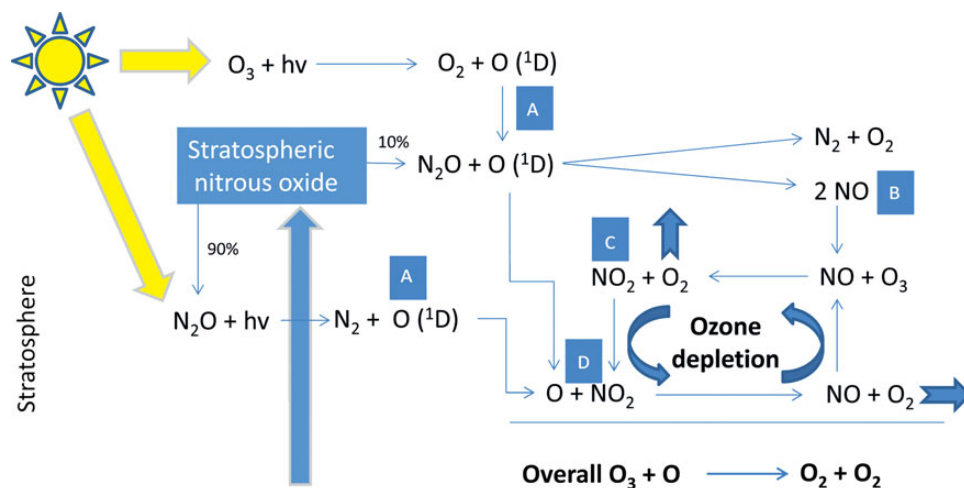 O₃ + hv
O₂ + O (¹D)
A
10%
Stratospheric
nitrous oxide
N₂O + O (¹D)
N₂ + O₂
2 NO
B
90%
A
C
NO₂ + O₂
NO + O₃
N₂O + hv
N₂ + O (¹D)
Ozone
depletion
Stratosphere
D
O + NO₂
NO + O₂
Overall O₃ + O
O₂ + O₂